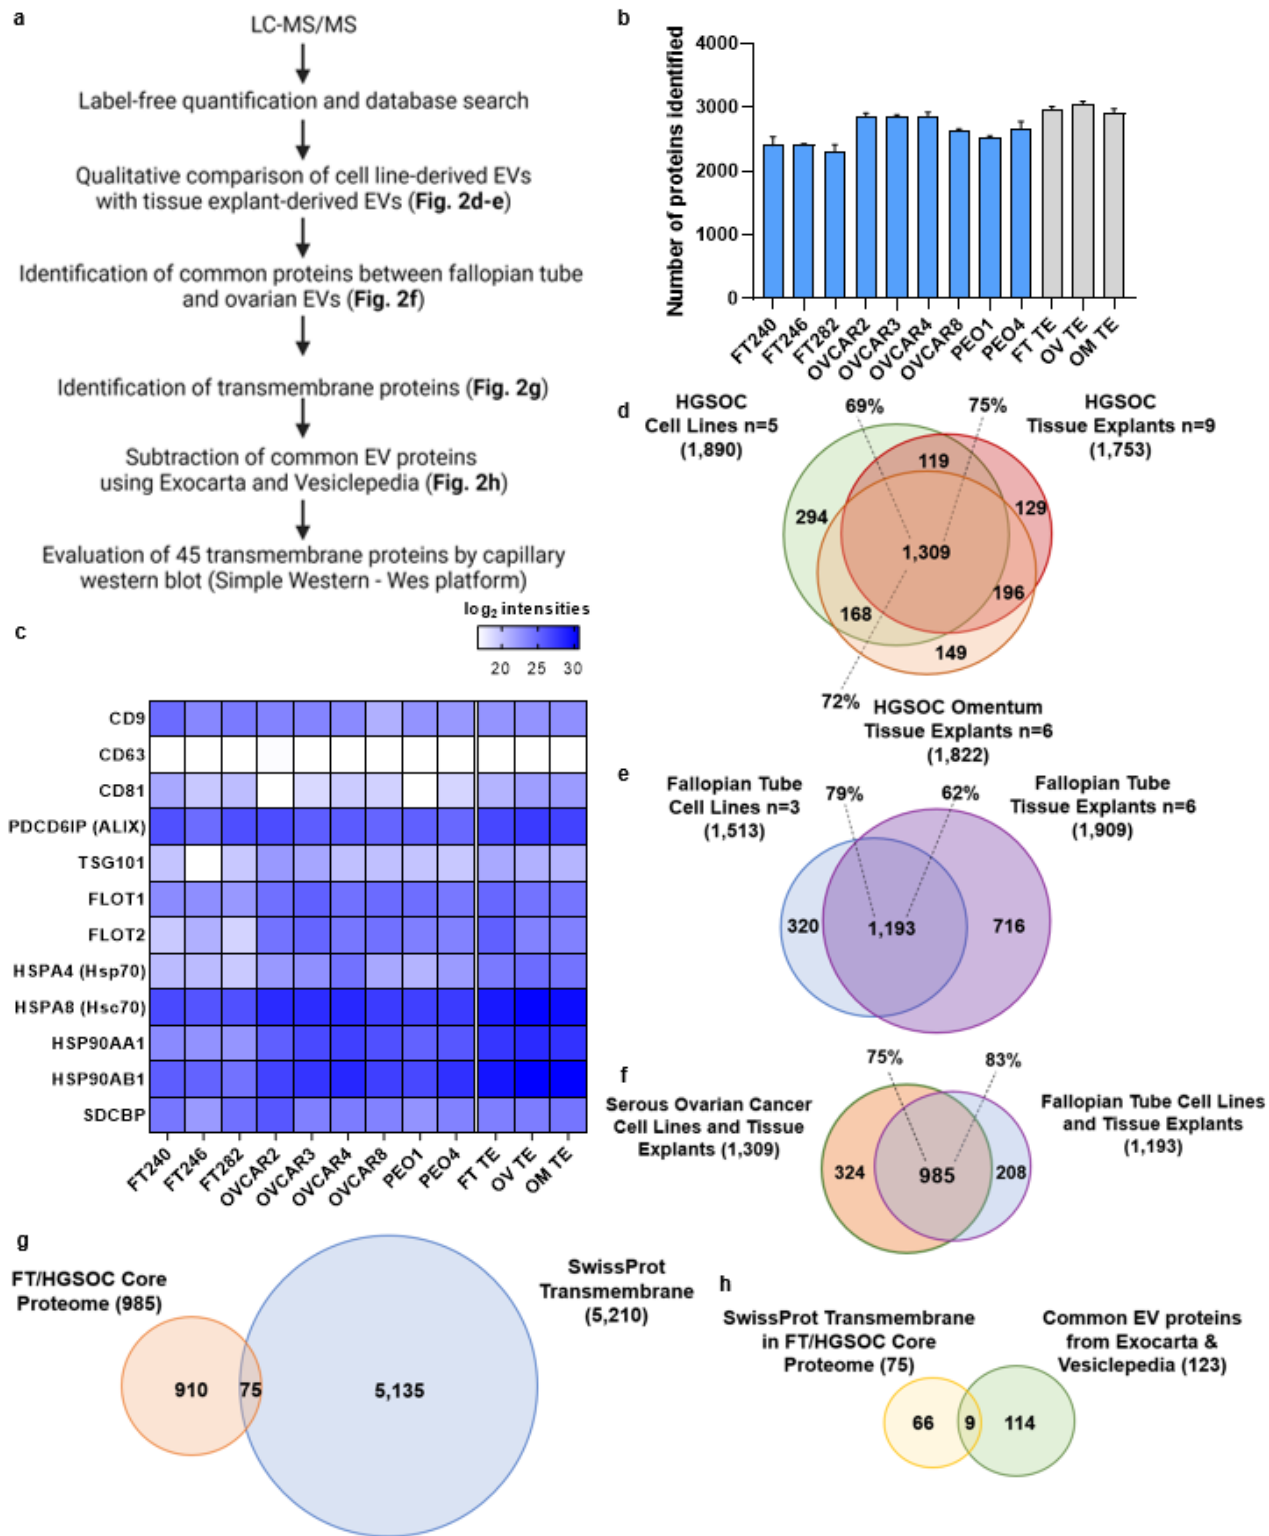 a
LC-MS/MS
Label-free quantification and database search
Qualitative comparison of cell line-derived EVs
with tissue explant-derived EVs (Fig. 2d-e)
Identification of common proteins between fallopian tube
and ovarian EVs (Fig. 2f)
Identification of transmembrane proteins (Fig. 2g)
Subtraction of common EV proteins
using Exocarta and Vesiclepedia (Fig. 2h)
Evaluation of 45 transmembrane proteins by capillary
western blot (Simple Western - Wes platform)
b
Number of proteins identified
4000
3000
2000
1000
0
FT240
FT246
FT282
OVCAR2
OVCAR3
OVCAR4
OVCAR8
PEO1
PEO4
FT TE
OV TE
OM TE
c
log2 intensities
20 25 30
CD9
CD63
CD81
PDCD6IP (ALIX)
TSG101
FLOT1
FLOT2
HSPA4 (Hsp70)
HSPA8 (Hsc70)
HSP90AA1
HSP90AB1
SDCBP
FT240
FT246
FT282
OVCAR2
OVCAR3
OVCAR4
OVCAR8
PEO1
PEO4
FT TE
OV TE
OM TE
d
HGSOC
Cell Lines n=5
(1,890)
69%
75%
HGSOC
Tissue Explants n=9
(1,753)
119
294
129
1,309
196
168
149
72%
HGSOC Omentum
Tissue Explants n=6
(1,822)
e
Fallopian Tube
Cell Lines n=3
(1,513)
79%
62%
Fallopian Tube
Tissue Explants n=6
(1,909)
320
1,193
716
f
75%
83%
Serous Ovarian Cancer
Cell Lines and Tissue
Explants (1,309)
Fallopian Tube Cell Lines
and Tissue Explants
(1,193)
324
985
208
g
FT/HGSOC Core
Proteome (985)
SwissProt
Transmembrane
(5,210)
910
75
5,135
h
SwissProt Transmembrane
in FT/HGSOC Core
Proteome (75)
Common EV proteins
from Exocarta &
Vesiclepedia (123)
66
9
114